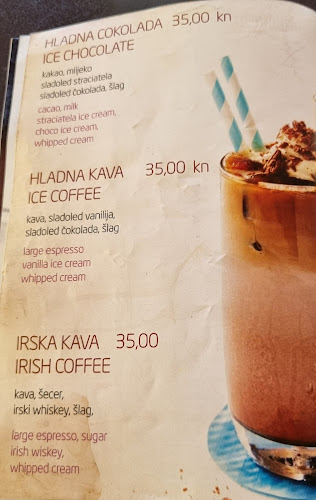 HLADNA ČOKOLADA 35,00 kn
ICE CHOCOLATE
kakao, mlijeko
sladoled straciatela
sladoled čokolada, šlag
cacao, milk
straciatela ice cream,
choco ice cream,
whipped cream
HLADNA KAVA 35,00 kn
ICE COFFEE
kava, sladoled vanilija,
sladoled čokolada, šlag
large espresso
vanilla ice cream
whipped cream
IRSKA KAVA 35,00
IRISH COFFEE
kava, šecer,
irski whiskey, šlag,
large espresso, sugar
irish wiskey,
whipped cream